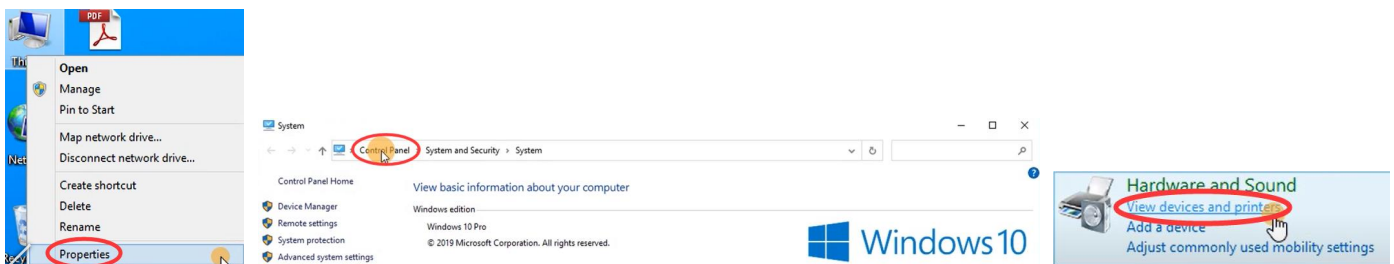 PDF
Open
Manage
Pin to Start
Map network drive...
Disconnect network drive...
Create shortcut
Delete
Rename
Properties
System
Control Panel > System and Security > System
Control Panel Home
View basic information about your computer
Device Manager
Windows edition
Remote settings
Windows 10 Pro
System protection
© 2019 Microsoft Corporation. All rights reserved.
Advanced system settings
Windows 10
Hardware and Sound
View devices and printers
Add a device
Adjust commonly used mobility settings